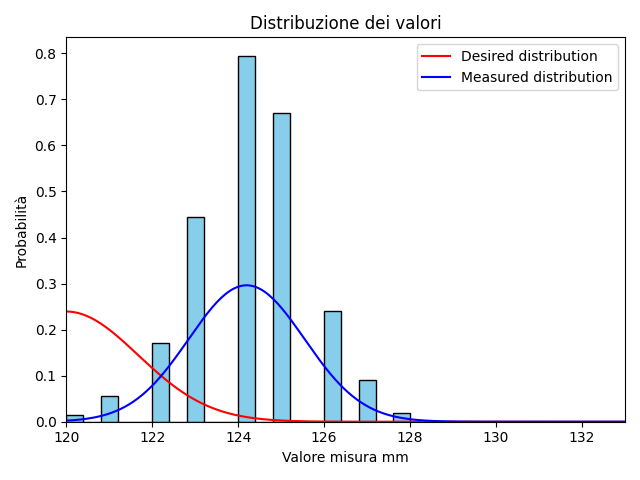 Distribuzione dei valori
Desired distribution
Measured distribution
Probabilità
0.8
0.7
0.6
0.5
0.4
0.3
0.2
0.1
0.0
120 122 124 126 128 130 132
Valore misura mm